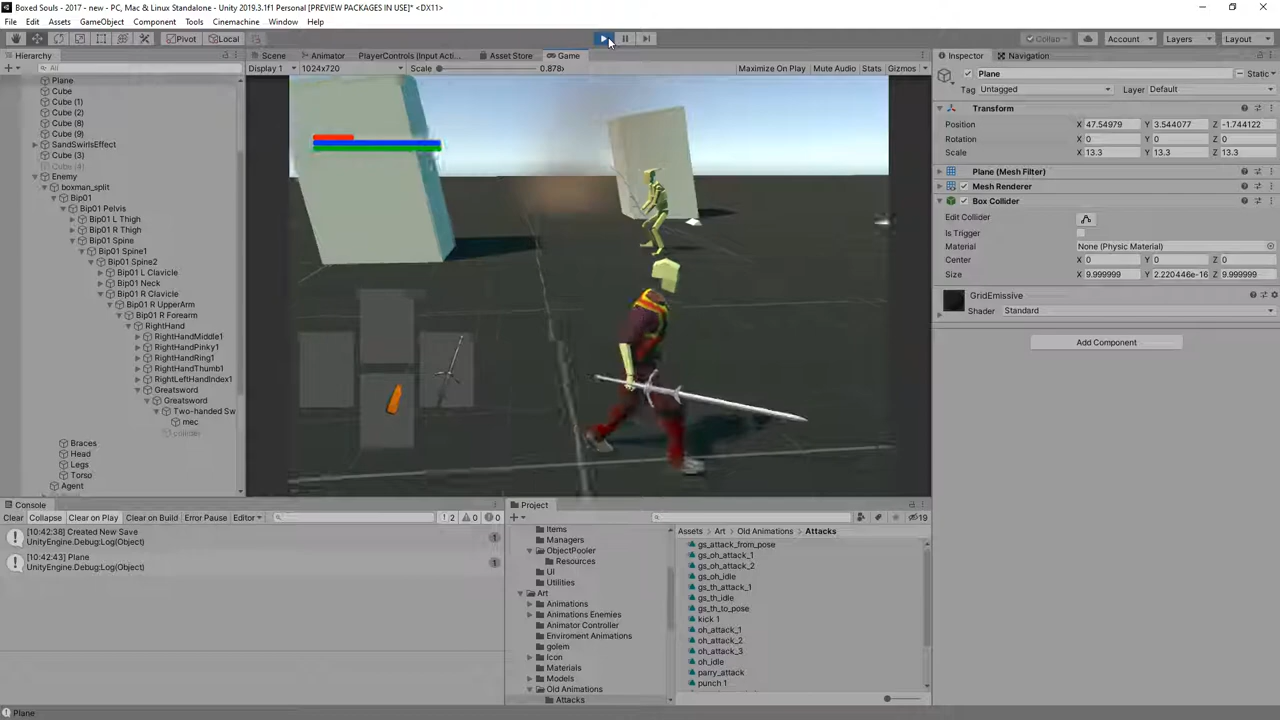 Boxed Souls - 2017 - new - PC, Mac & Linux Standalone - Unity 2019.3.1f1 Personal [PREVIEW PACKAGES IN USE]* <DX11>
File Edit Assets GameObject Component Tools Cinemachine Window Help
Pivot Local Collab Account Layers Layout
Hierarchy
All
Plane
Cube
Cube (1)
Cube (2)
Cube (8)
Cube (9)
SandSwirlsEffect
Cube (3)
Cube (4)
Enemy
boxman_split
Bip01
Bip01 Pelvis
Bip01 L Thigh
Bip01 R Thigh
Bip01 Spine
Bip01 Spine1
Bip01 Spine2
Bip01 L Clavicle
Bip01 Neck
Bip01 R Clavicle
Bip01 R UpperArm
Bip01 R Forearm
RightHand
RightHandMiddle1
RightHandPinky1
RightHandRing1
RightHandThumb1
RightLeftHandIndex1
Greatsword
Greatsword
Two-handed Sw
mec
collider
Braces
Head
Legs
Torso
Agent
Scene Animator PlayerControls (Input Acti... Asset Store Game
Display 1 1024x720 Scale 0.878x Maximize On Play Mute Audio Stats Gizmos
Inspector Navigation
Plane Static
Tag Untagged Layer Default
Transform
Position X 47.54979 Y 3.544077 Z -1.744122
Rotation X 0 Y 0 Z 0
Scale X 13.3 Y 13.3 Z 13.3
Plane (Mesh Filter)
Mesh Renderer
Box Collider
Edit Collider
Is Trigger
Material None (Physic Material)
Center X 0 Y 0 Z 0
Size X 9.999999 Y 2.220446e-16 Z 9.999999
GridEmissive
Shader Standard
Add Component
Console
Clear Collapse Clear on Play Clear on Build Error Pause Editor 2 0 0
[10:42:38] Created New Save
UnityEngine.Debug:Log(Object)
1
[10:42:43] Plane
UnityEngine.Debug:Log(Object)
1
Project
19
Items
Managers
ObjectPooler
Resources
UI
Utilities
Art
Animations
Animations Enemies
Animator Controller
Enviroment Animations
golem
Icon
Materials
Models
Old Animations
Attacks
Assets Art Old Animations Attacks
gs_attack_from_pose
gs_oh_attack_1
gs_oh_attack_2
gs_oh_idle
gs_th_attack_1
gs_th_idle
gs_th_to_pose
kick 1
oh_attack_1
oh_attack_2
oh_attack_3
oh_idle
parry_attack
punch 1
Plane